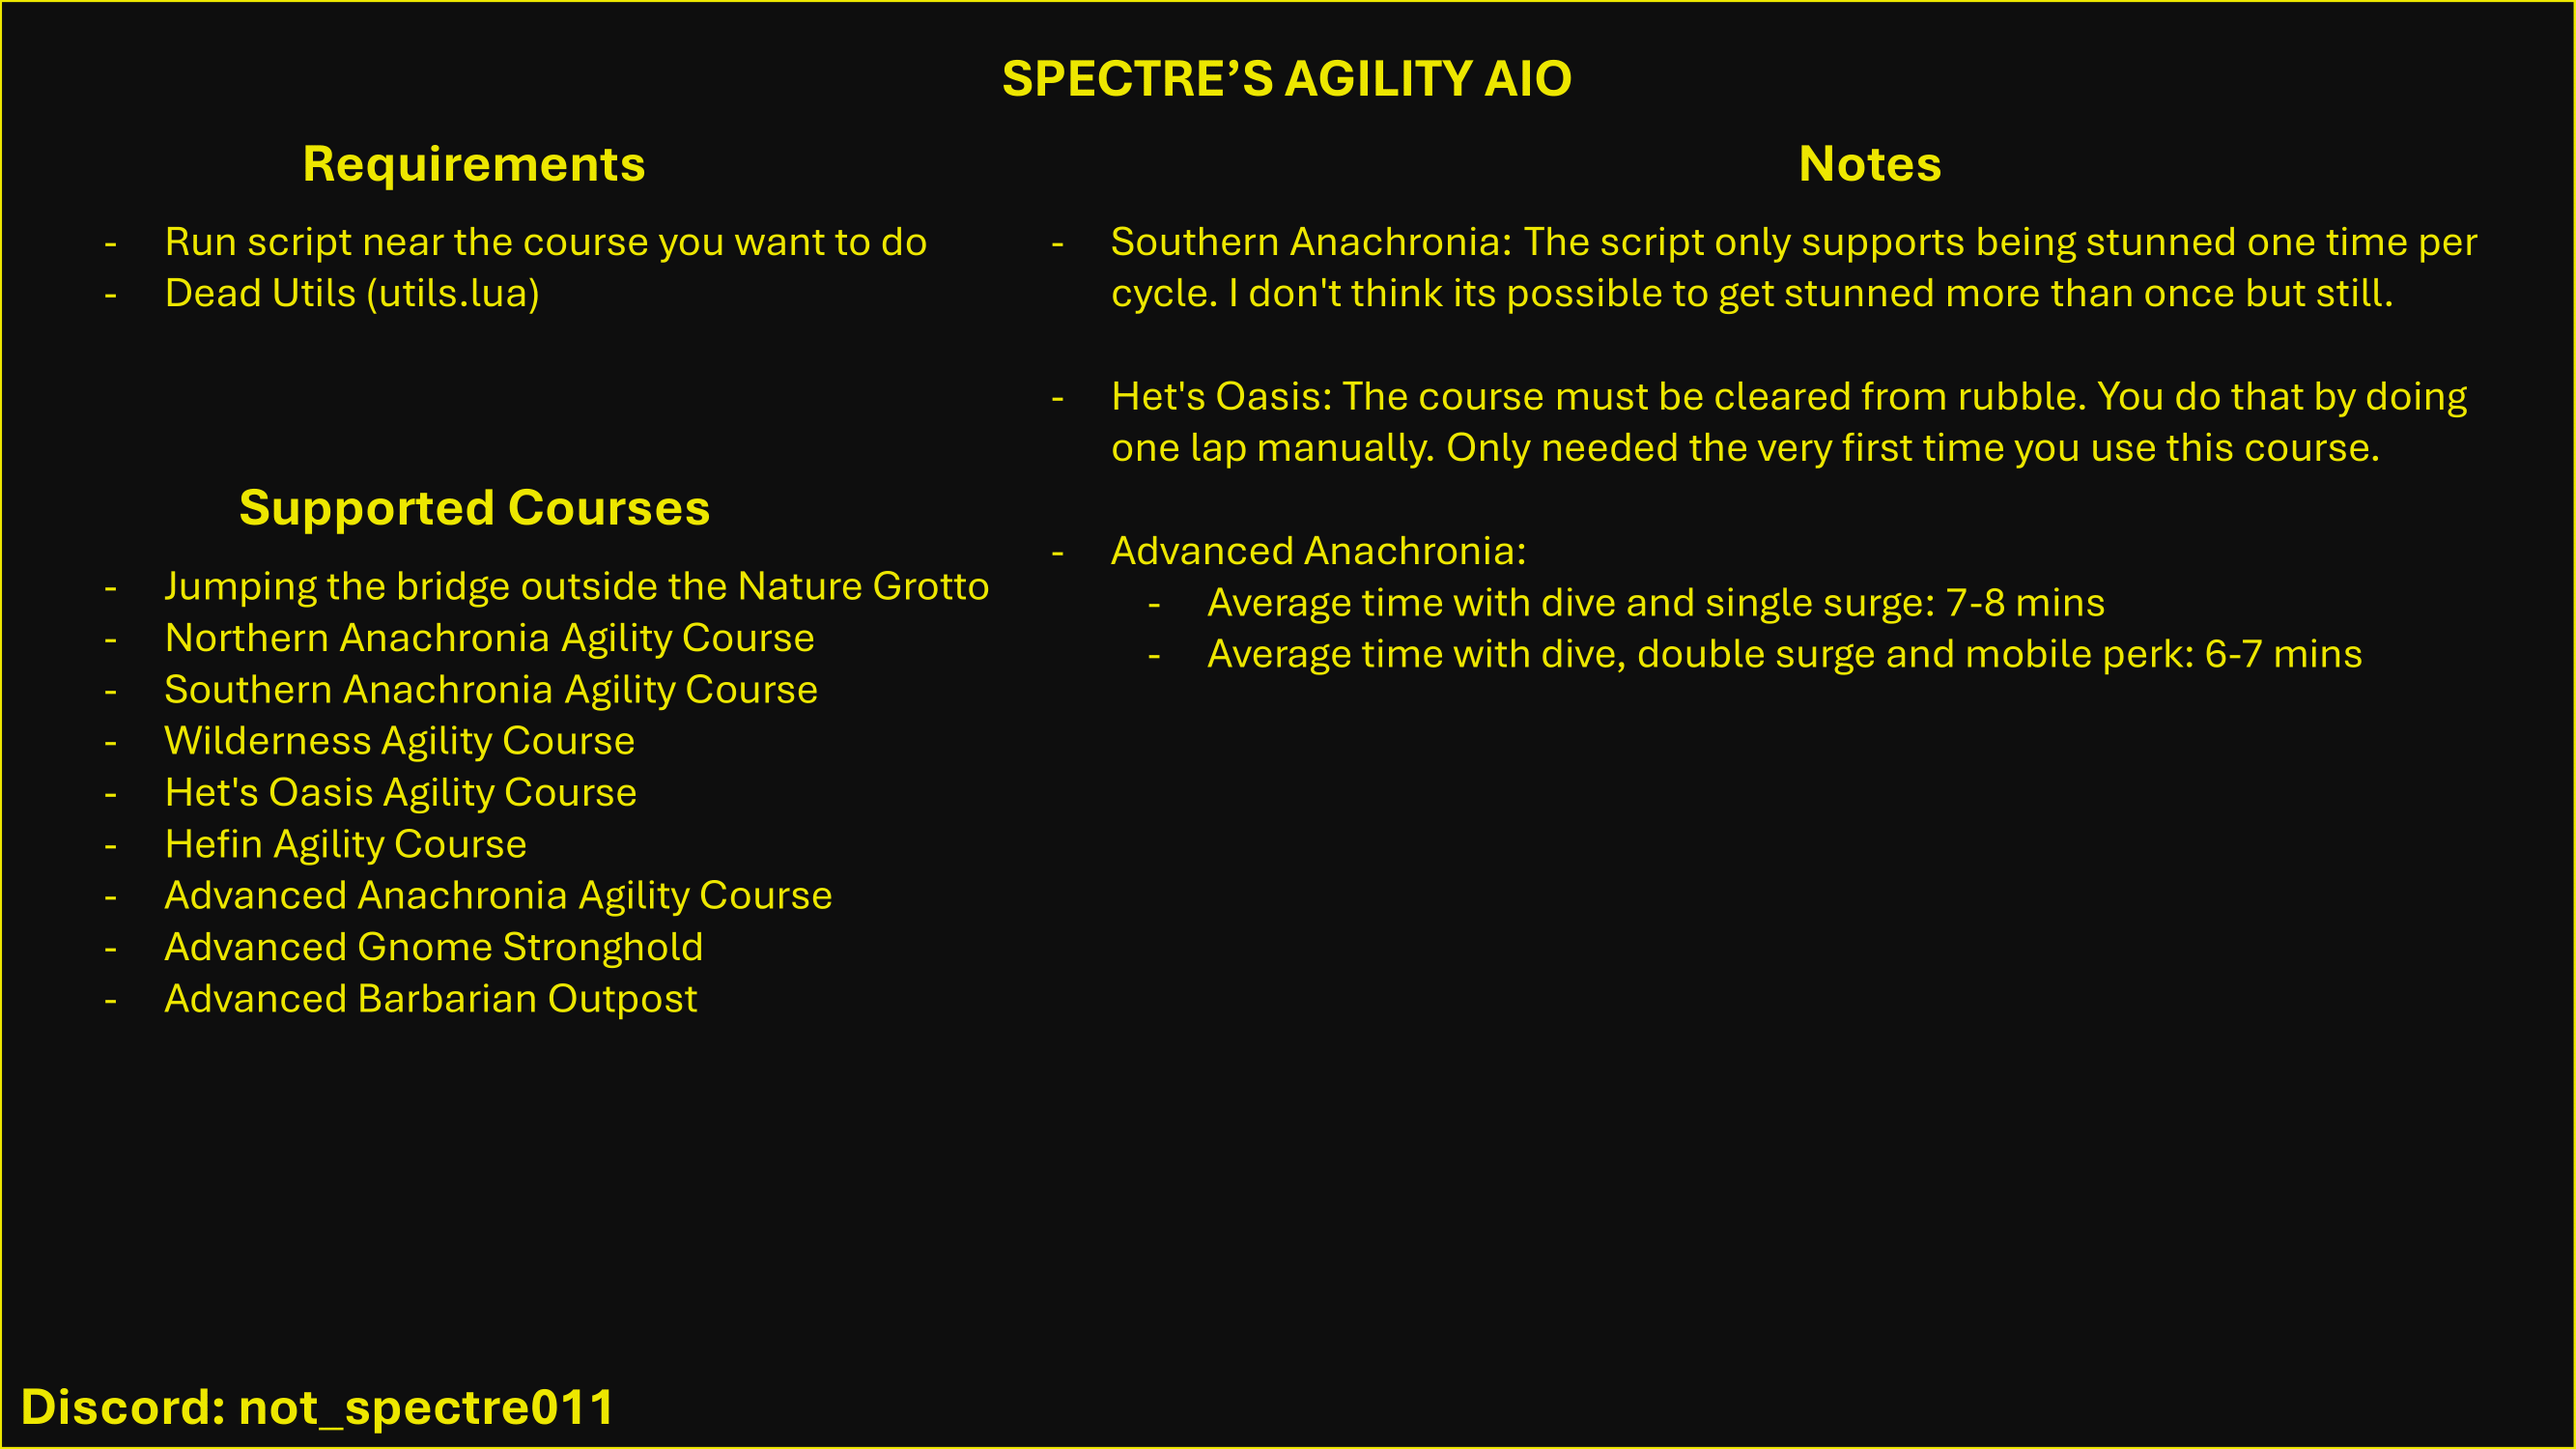 SPECTRE’S AGILITY AIO
Requirements
- Run script near the course you want to do
- Dead Utils (utils.lua)
Supported Courses
- Jumping the bridge outside the Nature Grotto
- Northern Anachronia Agility Course
- Southern Anachronia Agility Course
- Wilderness Agility Course
- Het's Oasis Agility Course
- Hefin Agility Course
- Advanced Anachronia Agility Course
- Advanced Gnome Stronghold
- Advanced Barbarian Outpost
Notes
- Southern Anachronia: The script only supports being stunned one time per
cycle. I don't think its possible to get stunned more than once but still.
- Het's Oasis: The course must be cleared from rubble. You do that by doing
one lap manually. Only needed the very first time you use this course.
- Advanced Anachronia:
- Average time with dive and single surge: 7-8 mins
- Average time with dive, double surge and mobile perk: 6-7 mins
Discord: not_spectre011